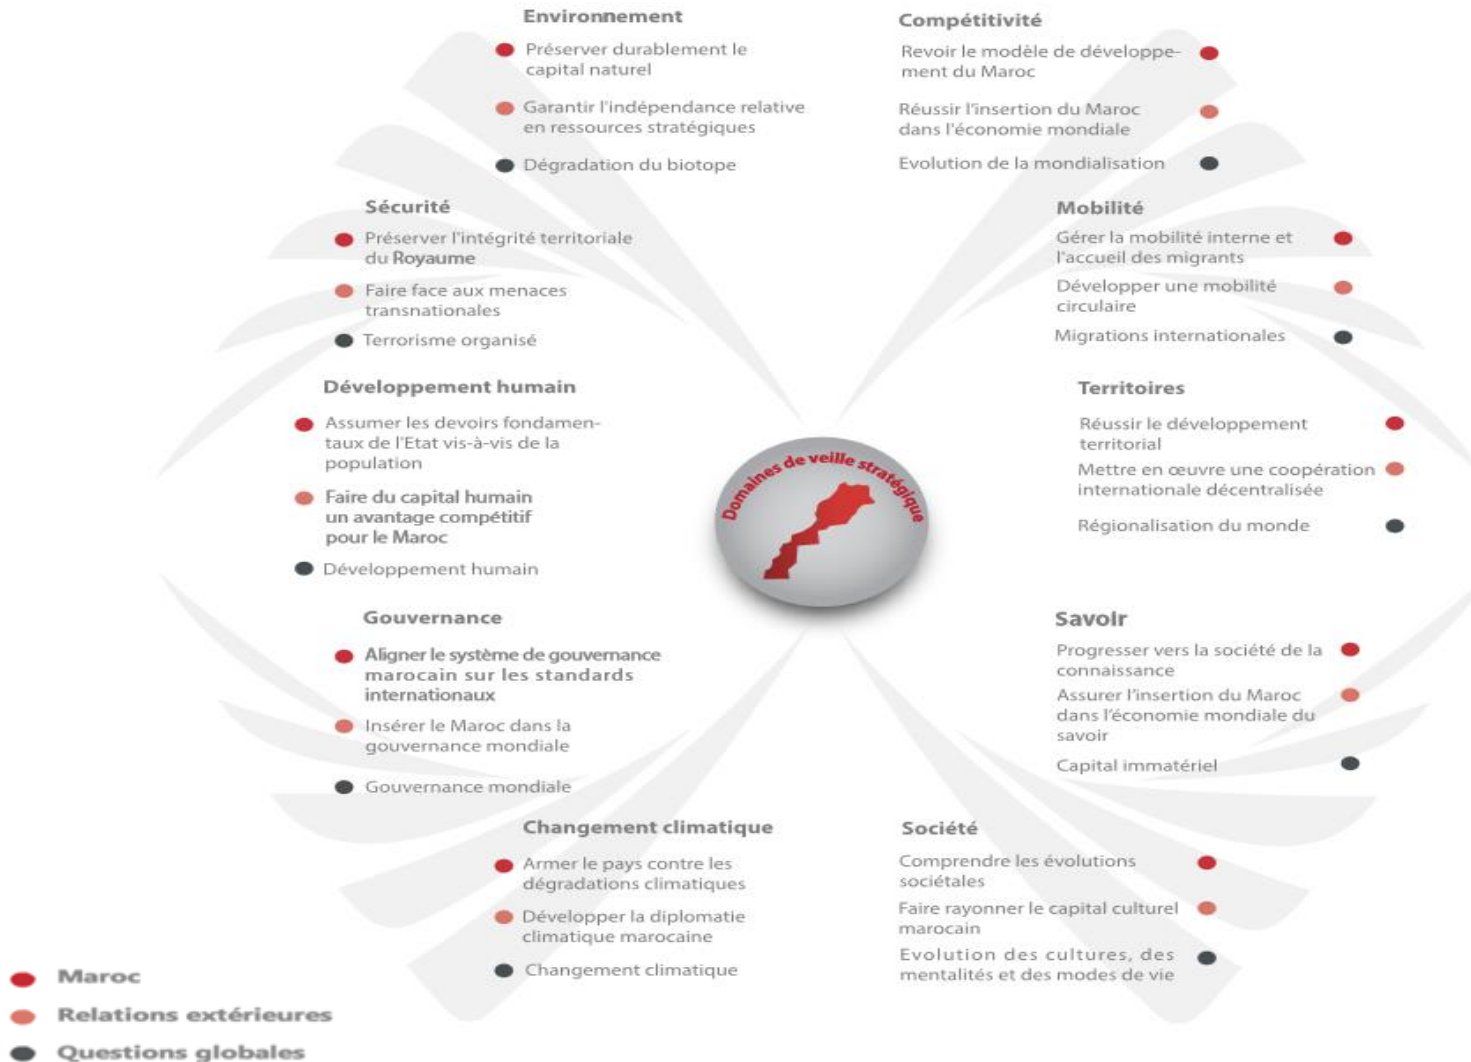 Environnement
Préserver durablement le
capital naturel
Garantir l'indépendance relative
en ressources stratégiques
Dégradation du biotope
Compétitivité
Revoir le modèle de développe-
ment du Maroc
Réussir l'insertion du Maroc
dans l'économie mondiale
Evolution de la mondialisation
Sécurité
Préserver l'intégrité territoriale
du Royaume
Faire face aux menaces
transnationales
Terrorisme organisé
Mobilité
Gérer la mobilité interne et
l'accueil des migrants
Développer une mobilité
circulaire
Migrations internationales
Développement humain
Assumer les devoirs fondamen-
taux de l'Etat vis-à-vis de la
population
Faire du capital humain
un avantage compétitif
pour le Maroc
Développement humain
Domaines de veille stratégique
Territoires
Réussir le développement
territorial
Mettre en œuvre une coopération
internationale décentralisée
Régionalisation du monde
Gouvernance
Aligner le système de gouvernance
marocain sur les standards
internationaux
Insérer le Maroc dans la
gouvernance mondiale
Gouvernance mondiale
Savoir
Progresser vers la société de la
connaissance
Assurer l'insertion du Maroc
dans l'économie mondiale du
savoir
Capital immatériel
Changement climatique
Armer le pays contre les
dégradations climatiques
Développer la diplomatie
climatique marocaine
Changement climatique
Société
Comprendre les évolutions
sociétales
Faire rayonner le capital culturel
marocain
Evolution des cultures, des
mentalités et des modes de vie
Maroc
Relations extérieures
Questions globales